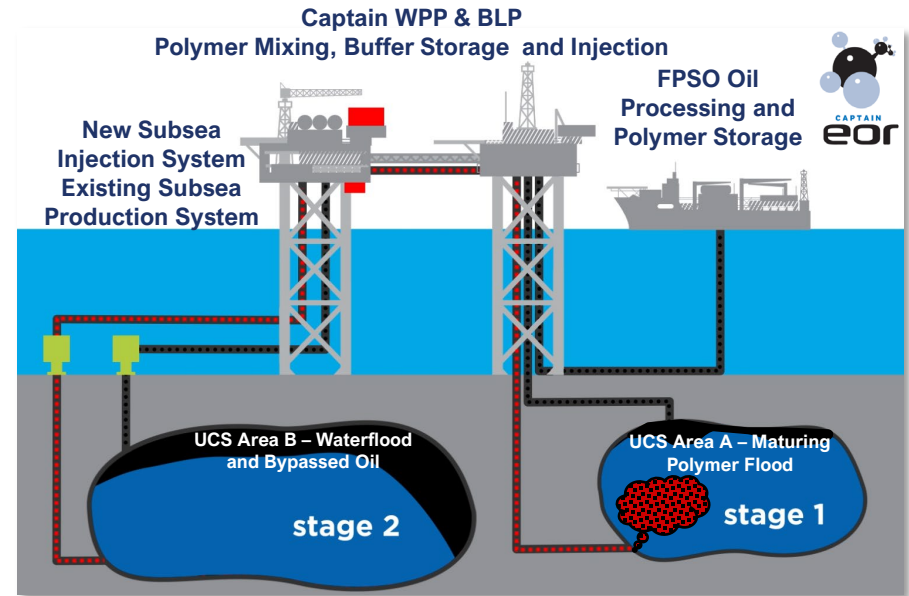 Captain WPP & BLP
Polymer Mixing, Buffer Storage and Injection
FPSO Oil
Processing and
Polymer Storage
CAPTAIN
eor
New Subsea
Injection System
Existing Subsea
Production System
UCS Area B – Waterflood
and Bypassed Oil
stage 2
UCS Area A – Maturing
Polymer Flood
stage 1